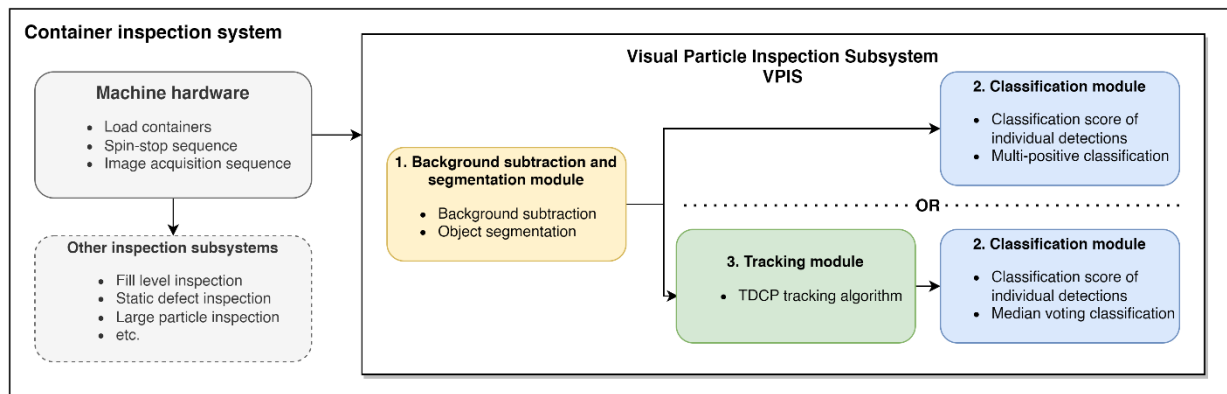 Container inspection system
Machine hardware
• Load containers
• Spin-stop sequence
• Image acquisition sequence
Other inspection subsystems
• Fill level inspection
• Static defect inspection
• Large particle inspection
• etc.
Visual Particle Inspection Subsystem
VPIS
1. Background subtraction and
segmentation module
• Background subtraction
• Object segmentation
2. Classification module
• Classification score of
individual detections
• Multi-positive classification
OR
3. Tracking module
• TDCP tracking algorithm
2. Classification module
• Classification score of
individual detections
• Median voting classification